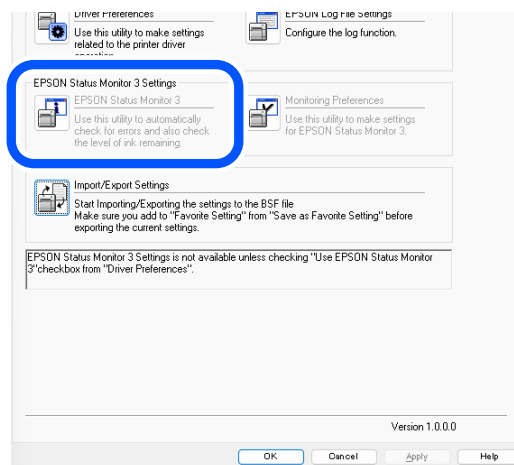 Driver Preferences
Use this utility to make settings
related to the printer driver
operation.
EPSON Log File Settings
Configure the log function.
EPSON Status Monitor 3 Settings
EPSON Status Monitor 3
Use this utility to automatically
check for errors and also check
the level of ink remaining.
Monitoring Preferences
Use this utility to make settings
for EPSON Status Monitor 3.
Import/Export Settings
Start Importing/Exporting the settings to the BSF file
Make sure you add to "Favorite Setting" from "Save as Favorite Setting" before
exporting the current settings.
EPSON Status Monitor 3 Settings is not available unless checking "Use EPSON Status Monitor
3"checkbox from "Driver Preferences".
Version 1.0.0.0
OK Cancel Apply Help